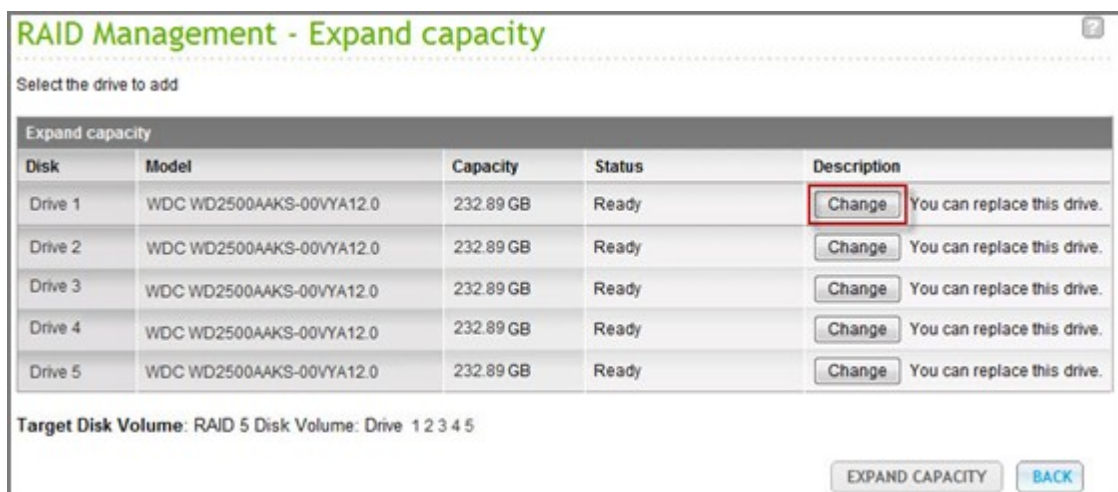 RAID Management - Expand capacity
?
Select the drive to add
Expand capacity
Disk Model Capacity Status Description
Drive 1 WDC WD2500AAKS-00VYA12.0 232.89 GB Ready Change You can replace this drive.
Drive 2 WDC WD2500AAKS-00VYA12.0 232.89 GB Ready Change You can replace this drive.
Drive 3 WDC WD2500AAKS-00VYA12.0 232.89 GB Ready Change You can replace this drive.
Drive 4 WDC WD2500AAKS-00VYA12.0 232.89 GB Ready Change You can replace this drive.
Drive 5 WDC WD2500AAKS-00VYA12.0 232.89 GB Ready Change You can replace this drive.
Target Disk Volume: RAID 5 Disk Volume: Drive 1 2 3 4 5
EXPAND CAPACITY BACK